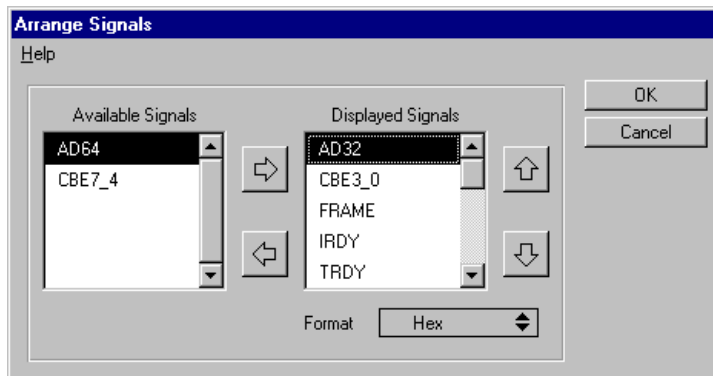 Arrange Signals
Help
Available Signals
Displayed Signals
OK
Cancel
AD64
CBE7_4
AD32
CBE3_0
FRAME
IRDY
TRDY
Format Hex